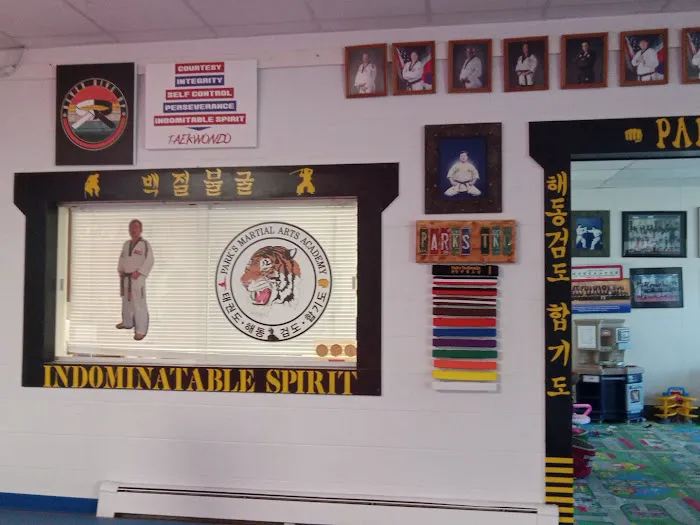 COURTESY
INTEGRITY
SELF CONTROL
PERSEVERANCE
INDOMITABLE SPIRIT
TAEKWONDO
백절불굴
PARK'S MARTIAL ARTS ACADEMY
태권도·해동검도·합기도
INDOMINATABLE SPIRIT
PARKS TKD
PAR
해동검도 합기도